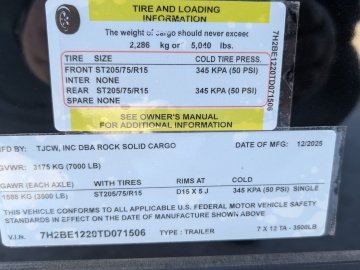 TIRE AND LOADING
INFORMATION
The weight of cargo should never exceed
2,286 kg or 5,040 lbs.
TIRE SIZE COLD TIRE PRESS.
FRONT ST205/75/R15 345 KPA (50 PSI)
INTER NONE
REAR ST205/75/R15 345 KPA (50 PSI)
SPARE NONE
SEE OWNER'S MANUAL
FOR ADDITIONAL INFORMATION
7H2BE1220TD071506
MFD BY: TJCW, INC DBA ROCK SOLID CARGO DATE OF MFG: 12/2025
GVWR: 3175 KG (7000 LB)
GAWR (EACH AXLE) WITH TIRES RIMS AT COLD
1588 KG (3500 LB) ST205/75/R15 D15 X 5 J 345 KPA (50 PSI) SINGLE
THIS VEHICLE CONFORMS TO ALL APPLICABLE U.S. FEDERAL MOTOR VEHICLE SAFETY
STANDARDS IN EFFECT ON THE DATE OF MANUFACTURE SHOWN ABOVE.
V.I.N. 7H2BE1220TD071506 TYPE: TRAILER 7 X 12 TA - 3500LB